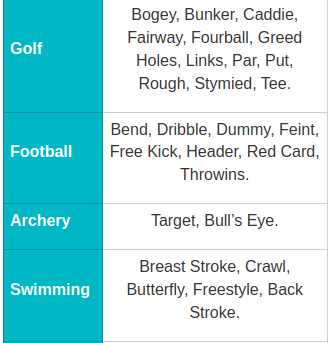 Golf
Bogey, Bunker, Caddie,
Fairway, Fourball, Greed
Holes, Links, Par, Put,
Rough, Stymied, Tee.
Football
Bend, Dribble, Dummy, Feint,
Free Kick, Header, Red Card,
Throwins.
Archery
Target, Bull’s Eye.
Swimming
Breast Stroke, Crawl,
Butterfly, Freestyle, Back
Stroke.